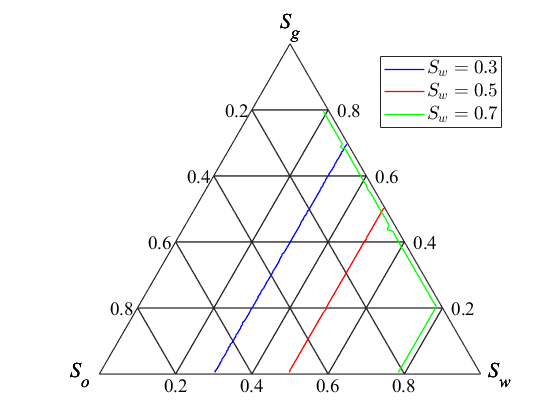 S_g
S_w = 0.3
S_w = 0.5
S_w = 0.7
0.2 0.8
0.4 0.6
0.6 0.4
0.8 0.2
S_o S_w
0.2 0.4 0.6 0.8